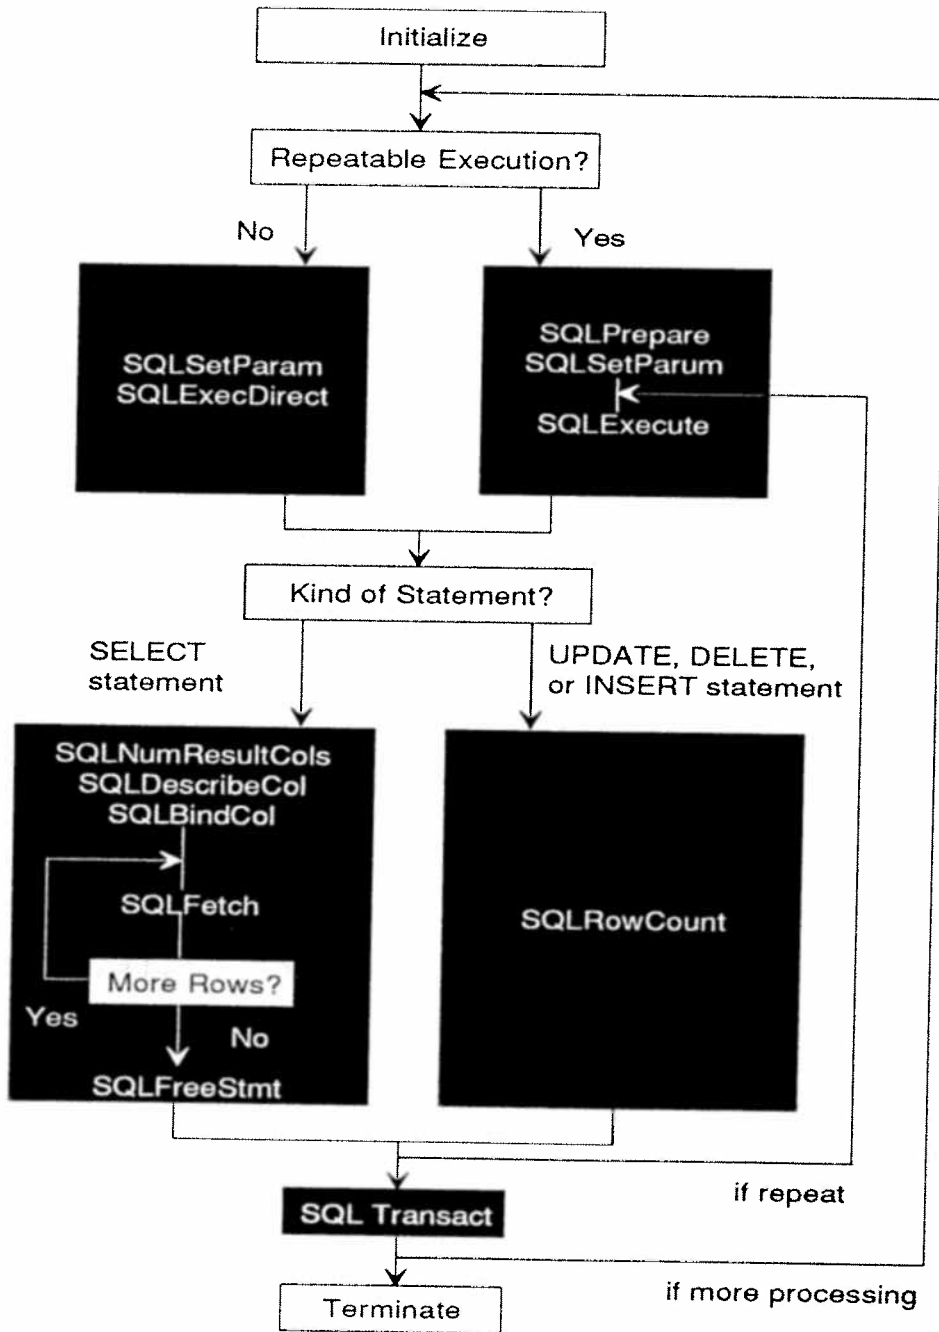 Initialize
Repeatable Execution?
No
Yes
SQLSetParam
SQLExecDirect
SQLPrepare
SQLSetParum
SQLExecute
Kind of Statement?
SELECT
statement
UPDATE, DELETE,
or INSERT statement
SQLNumResultCols
SQLDescribeCol
SQLBindCol
SQLFetch
More Rows?
Yes
No
SQLFreeStmt
SQLRowCount
if repeat
SQL Transact
if more processing
Terminate